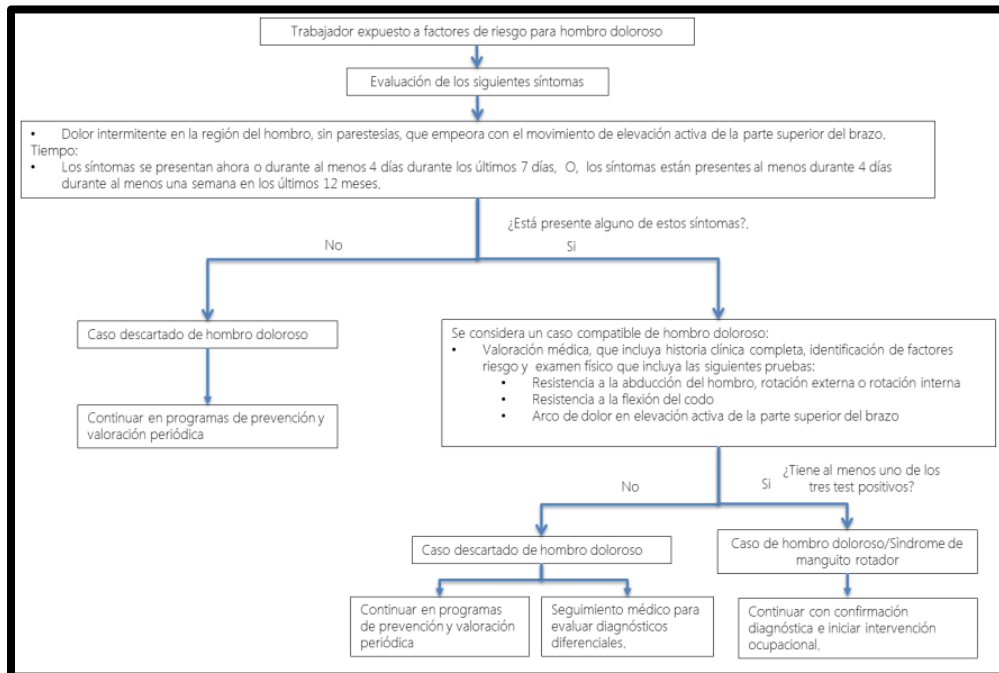 Trabajador expuesto a factores de riesgo para hombro doloroso
Evaluación de los siguientes síntomas
• Dolor intermitente en la región del hombro, sin parestesias, que empeora con el movimiento de elevación activa de la parte superior del brazo.
Tiempo:
• Los síntomas se presentan ahora o durante al menos 4 días durante los últimos 7 días, O, los síntomas están presentes al menos durante 4 días
durante al menos una semana en los últimos 12 meses.
¿Está presente alguno de estos síntomas?.
No
Si
Caso descartado de hombro doloroso
Continuar en programas de prevención y
valoración periódica
Se considera un caso compatible de hombro doloroso:
• Valoración médica, que incluya historia clínica completa, identificación de factores
riesgo y examen físico que incluya las siguientes pruebas:
• Resistencia a la abducción del hombro, rotación externa o rotación interna
• Resistencia a la flexión del codo
• Arco de dolor en elevación activa de la parte superior del brazo
¿Tiene al menos uno de los
tres test positivos?
No
Si
Caso descartado de hombro doloroso
Caso de hombro doloroso/Síndrome de
manguito rotador
Continuar en programas
de prevención y valoración
periódica
Seguimiento médico para
evaluar diagnósticos
diferenciales.
Continuar con confirmación
diagnóstica e iniciar intervención
ocupacional.